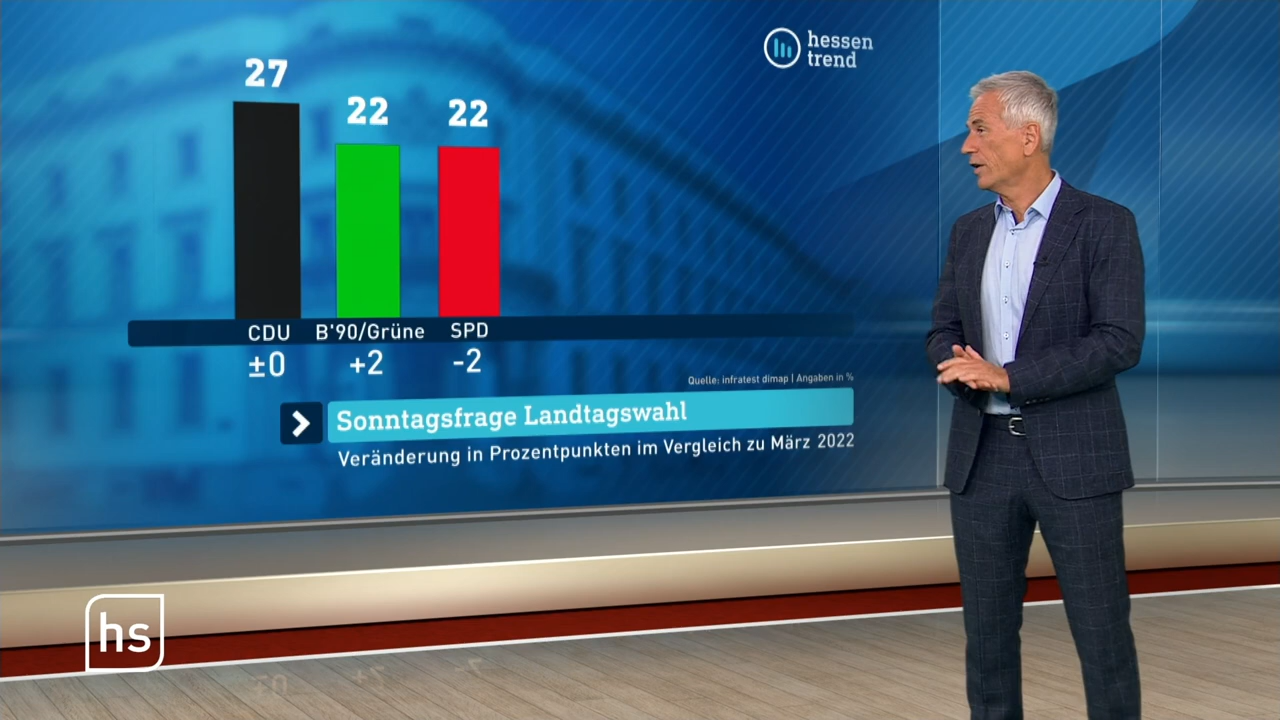 hessen
trend
27
22
22
CDU B'90/Grüne SPD
±0 +2 -2
Quelle: infratest dimap | Angaben in %
Sonntagsfrage Landtagswahl
Veränderung in Prozentpunkten im Vergleich zu März 2022
hs